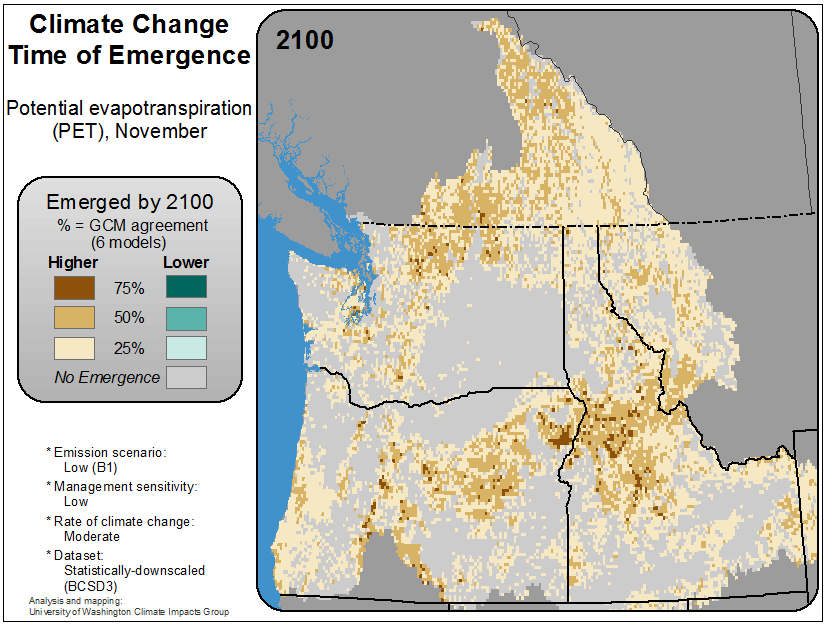 Climate Change
Time of Emergence
2100
Potential evapotranspiration
(PET), November
Emerged by 2100
% = GCM agreement
(6 models)
Higher Lower
75%
50%
25%
No Emergence
* Emission scenario:
Low (B1)
* Management sensitivity:
Low
* Rate of climate change:
Moderate
* Dataset:
Statistically-downscaled
(BCSD3)
Analysis and mapping:
University of Washington Climate Impacts Group